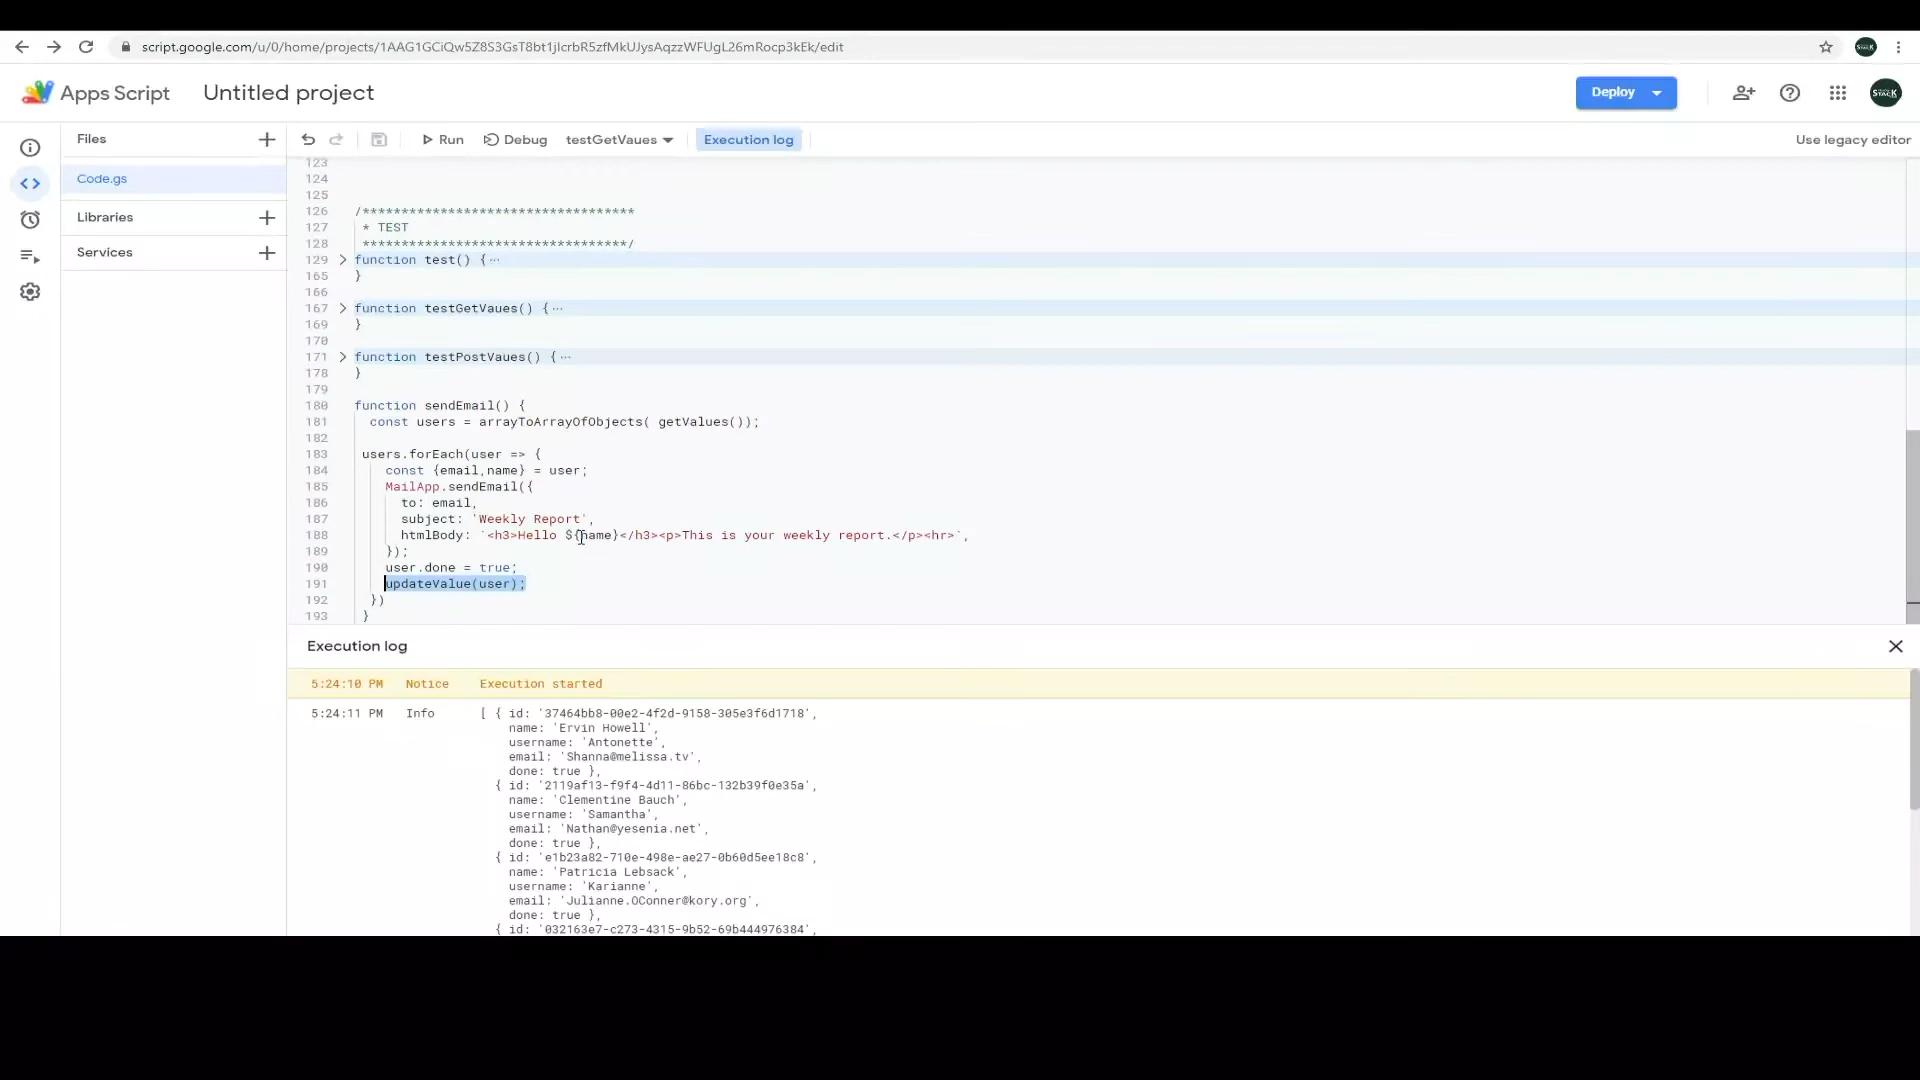 script.google.com/u/0/home/projects/1AAG1GCiQw5Z8S3GsT8bt1jIcrbR5zfMkUJysAqzzWFUgL26mRocp3kEk/edit
Apps Script
Untitled project
Deploy
STACK
Files
Run
Debug
testGetVaues
Execution log
Use legacy editor
Code.gs
Libraries
Services
123
124
125
126 /***********************************
127 * TEST
128 **********************************/
129 function test() {···
165 }
166
167 function testGetVaues() {···
169 }
170
171 function testPostVaues() {···
178 }
179
180 function sendEmail() {
181 const users = arrayToArrayOfObjects( getValues());
182
183 users.forEach(user => {
184 const {email,name} = user;
185 MailApp.sendEmail({
186 to: email,
187 subject: 'Weekly Report',
188 htmlBody: `<h3>Hello ${name}</h3><p>This is your weekly report.</p><hr>`,
189 });
190 user.done = true;
191 updateValue(user);
192 })
193 }
Execution log
5:24:10 PM Notice Execution started
5:24:11 PM Info [ { id: '37464bb8-00e2-4f2d-9158-305e3f6d1718',
name: 'Ervin Howell',
username: 'Antonette',
email: 'Shanna@melissa.tv',
done: true },
{ id: '2119af13-f9f4-4d11-86bc-132b39f0e35a',
name: 'Clementine Bauch',
username: 'Samantha',
email: 'Nathan@yesenia.net',
done: true },
{ id: 'e1b23a82-710e-498e-ae27-0b60d5ee18c8',
name: 'Patricia Lebsack',
username: 'Karianne',
email: 'Julianne.OConner@kory.org',
done: true },
{ id: '032163e7-c273-4315-9b52-69b444976384',